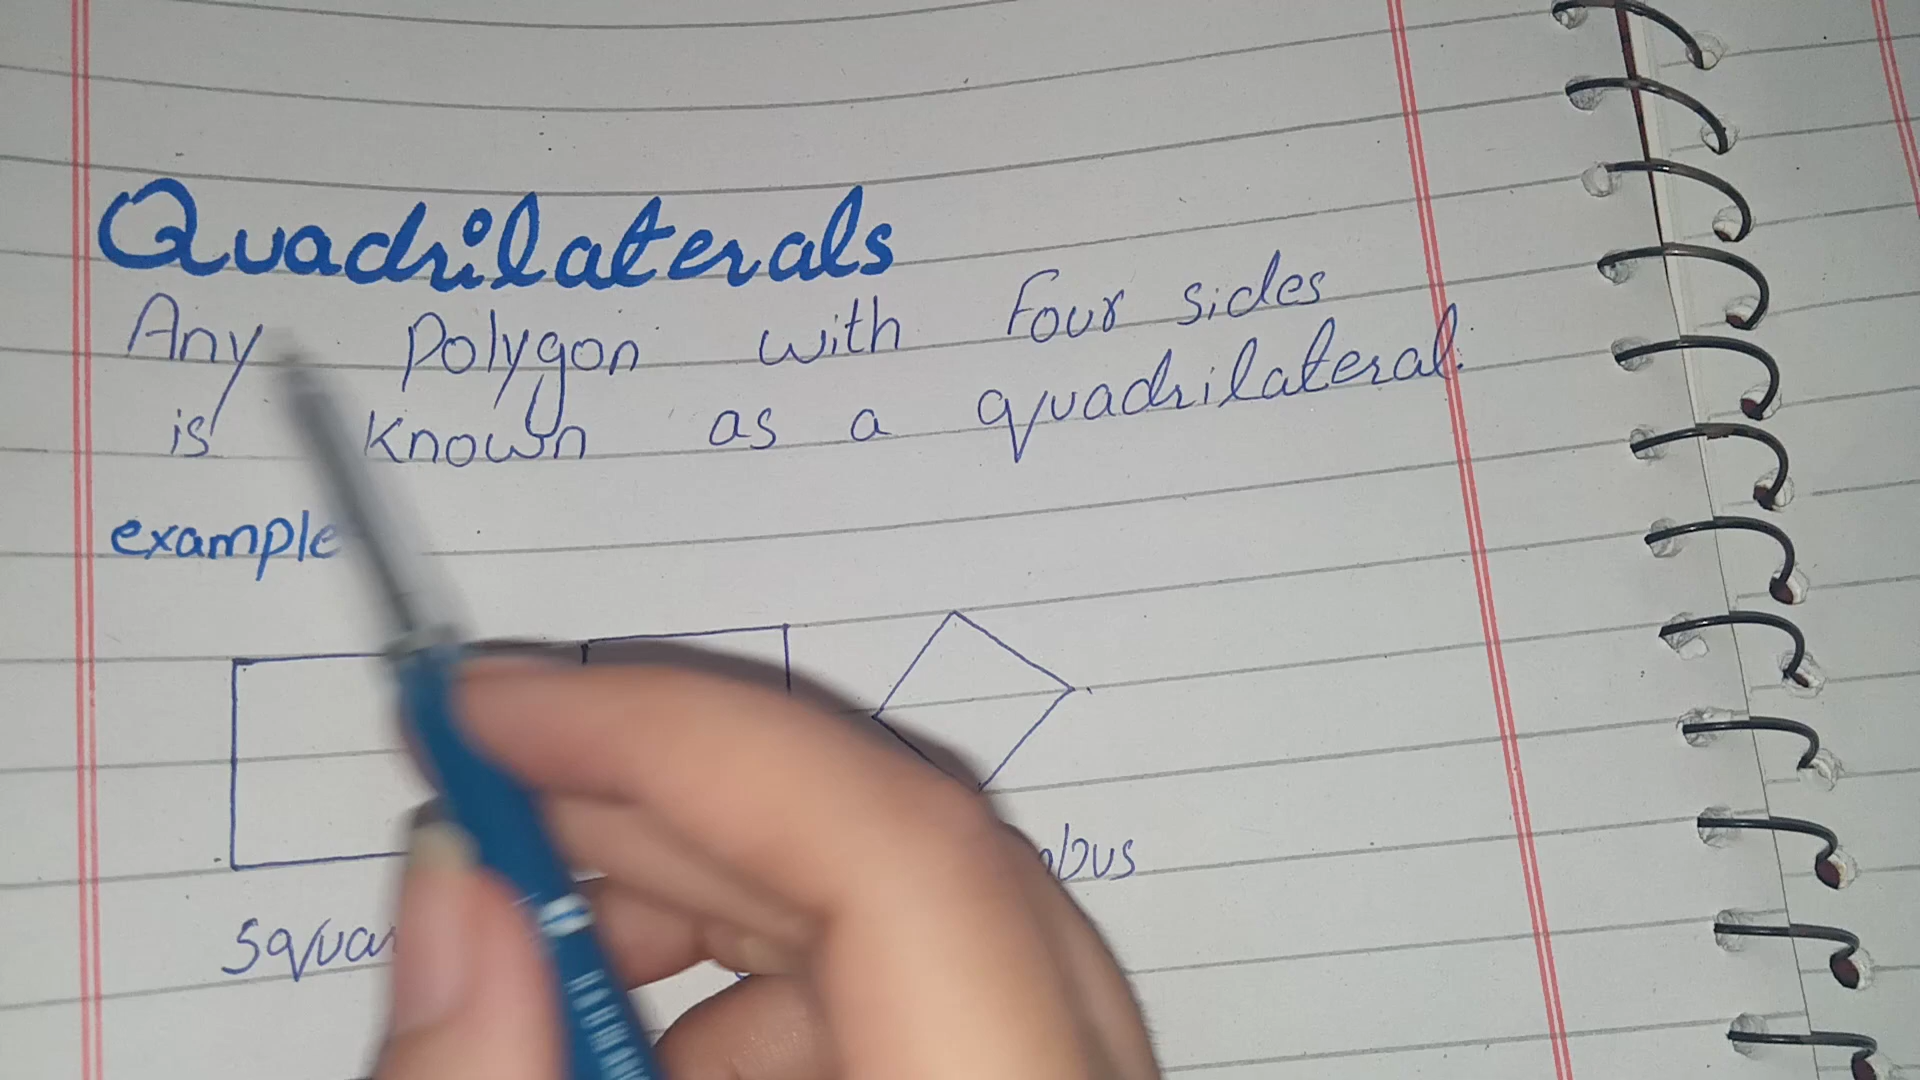 Quadrilaterals
Any Polygon with Four sides
is known as a quadrilateral.
example